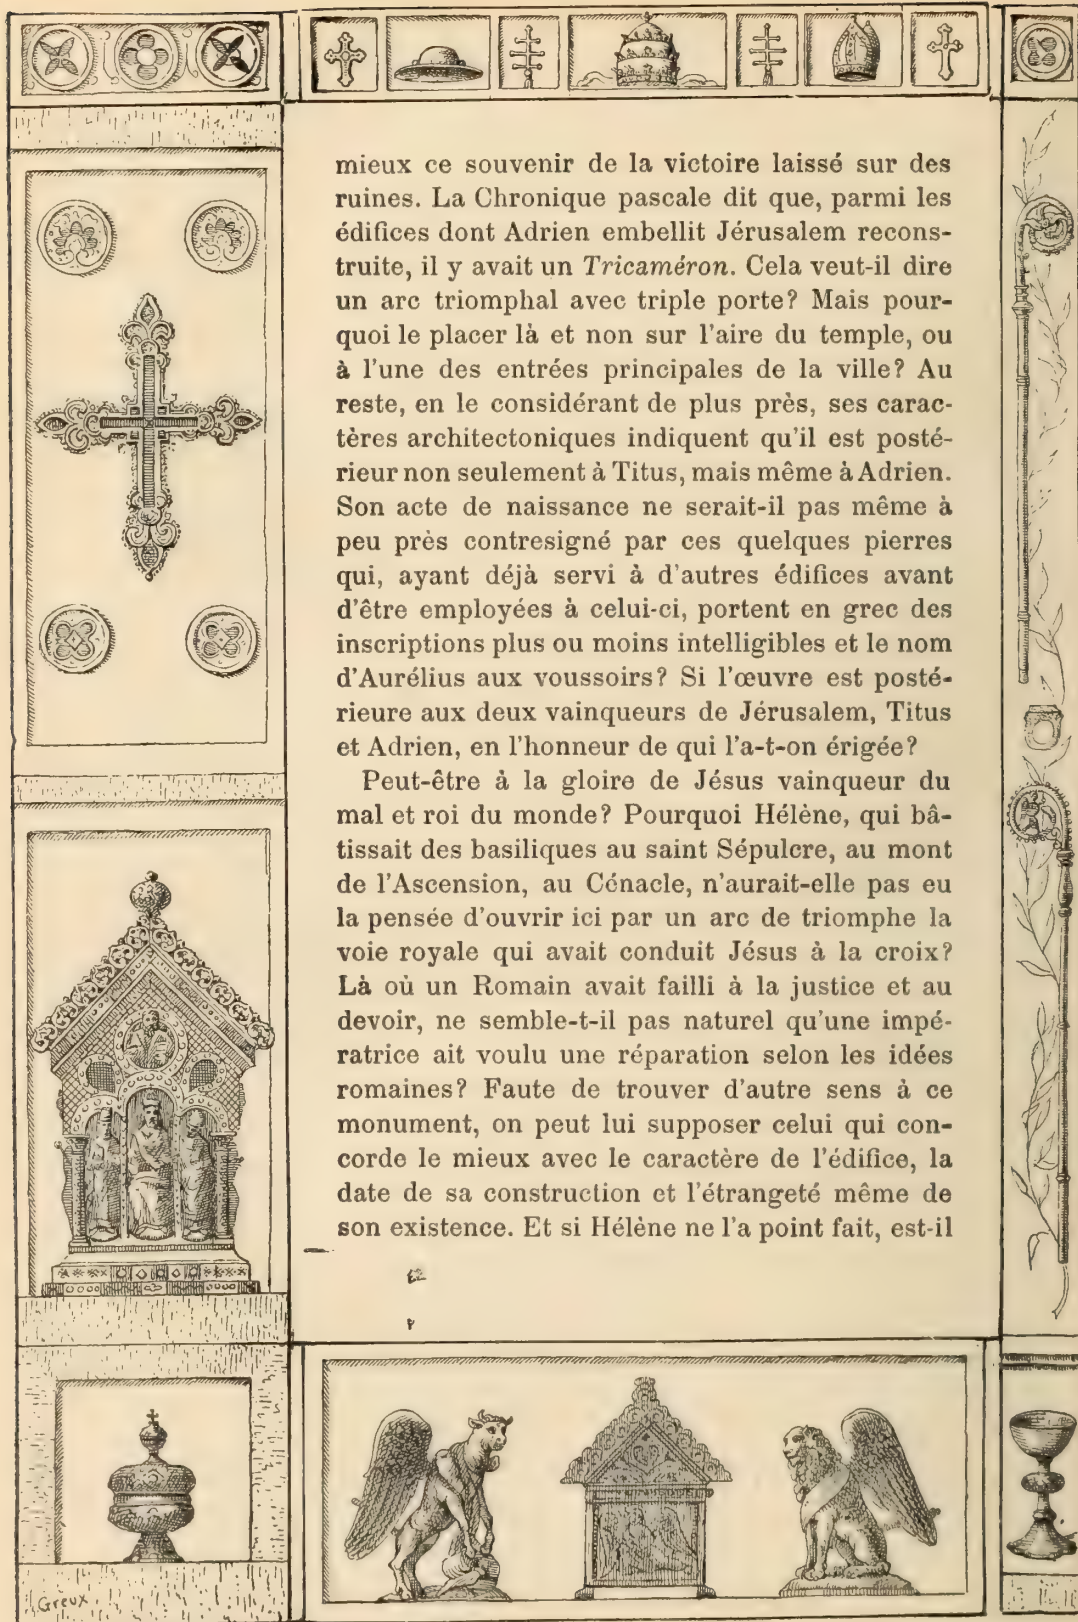 mieux ce souvenir de la victoire laissé sur des
ruines. La Chronique pascale dit que, parmi les
édifices dont Adrien embellit Jérusalem recons-
truite, il y avait un Tricaméron. Cela veut-il dire
un arc triomphal avec triple porte? Mais pour-
quoi le placer là et non sur l'aire du temple, ou
à l'une des entrées principales de la ville? Au
reste, en le considérant de plus près, ses carac-
tères architectoniques indiquent qu'il est posté-
rieur non seulement à Titus, mais même à Adrien.
Son acte de naissance ne serait-il pas même à
peu près contresigné par ces quelques pierres
qui, ayant déjà servi à d'autres édifices avant
d'être employées à celui-ci, portent en grec des
inscriptions plus ou moins intelligibles et le nom
d'Aurélius aux voussoirs? Si l'œuvre est posté-
rieure aux deux vainqueurs de Jérusalem, Titus
et Adrien, en l'honneur de qui l'a-t-on érigée?
Peut-être à la gloire de Jésus vainqueur du
mal et roi du monde? Pourquoi Hélène, qui bâ-
tissait des basiliques au saint Sépulcre, au mont
de l'Ascension, au Cénacle, n'aurait-elle pas eu
la pensée d'ouvrir ici par un arc de triomphe la
voie royale qui avait conduit Jésus à la croix?
Là où un Romain avait failli à la justice et au
devoir, ne semble-t-il pas naturel qu'une impé-
ratrice ait voulu une réparation selon les idées
romaines? Faute de trouver d'autre sens à ce
monument, on peut lui supposer celui qui con-
corde le mieux avec le caractère de l'édifice, la
date de sa construction et l'étrangeté même de
son existence. Et si Hélène ne l'a point fait, est-il
Greux